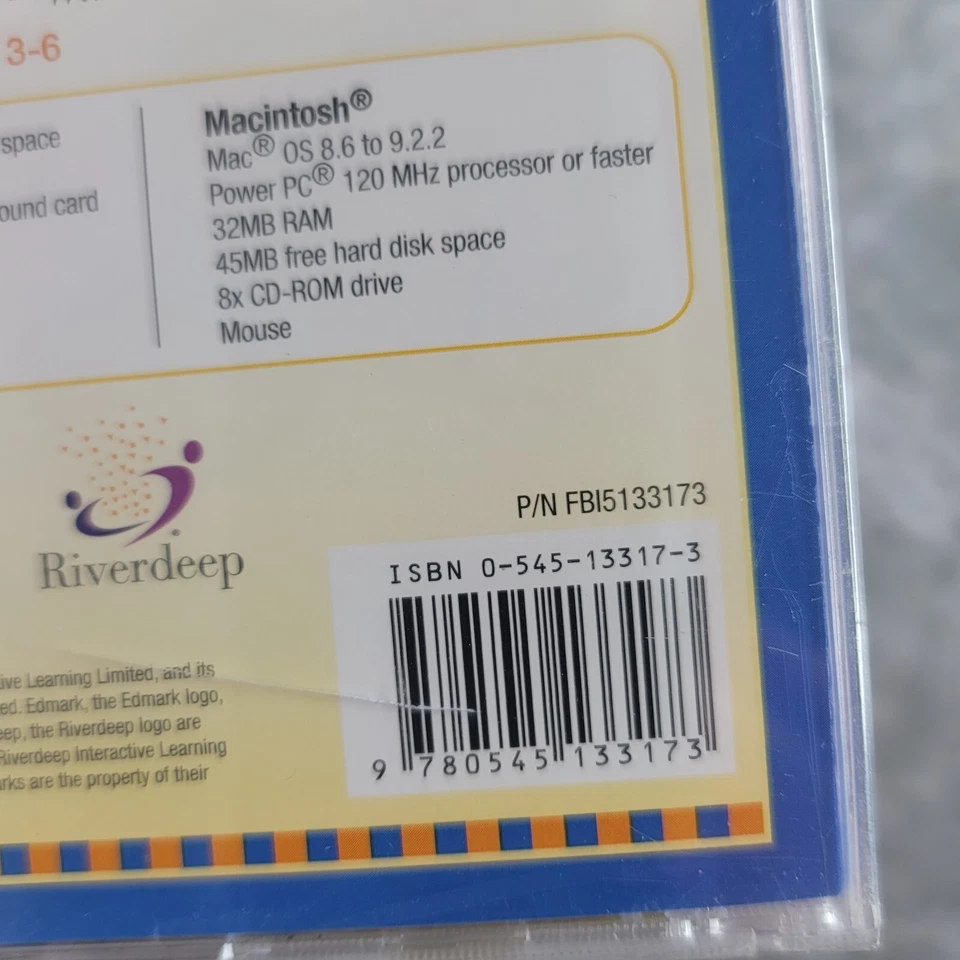 3-6
space
ound card
Macintosh®
Mac® OS 8.6 to 9.2.2
Power PC® 120 MHz processor or faster
32MB RAM
45MB free hard disk space
8x CD-ROM drive
Mouse
Riverdeep
P/N FBI5133173
ISBN 0-545-13317-3
9 780545 133173
ive Learning Limited, and its
ed. Edmark, the Edmark logo,
eep, the Riverdeep logo are
Riverdeep Interactive Learning
arks are the property of their